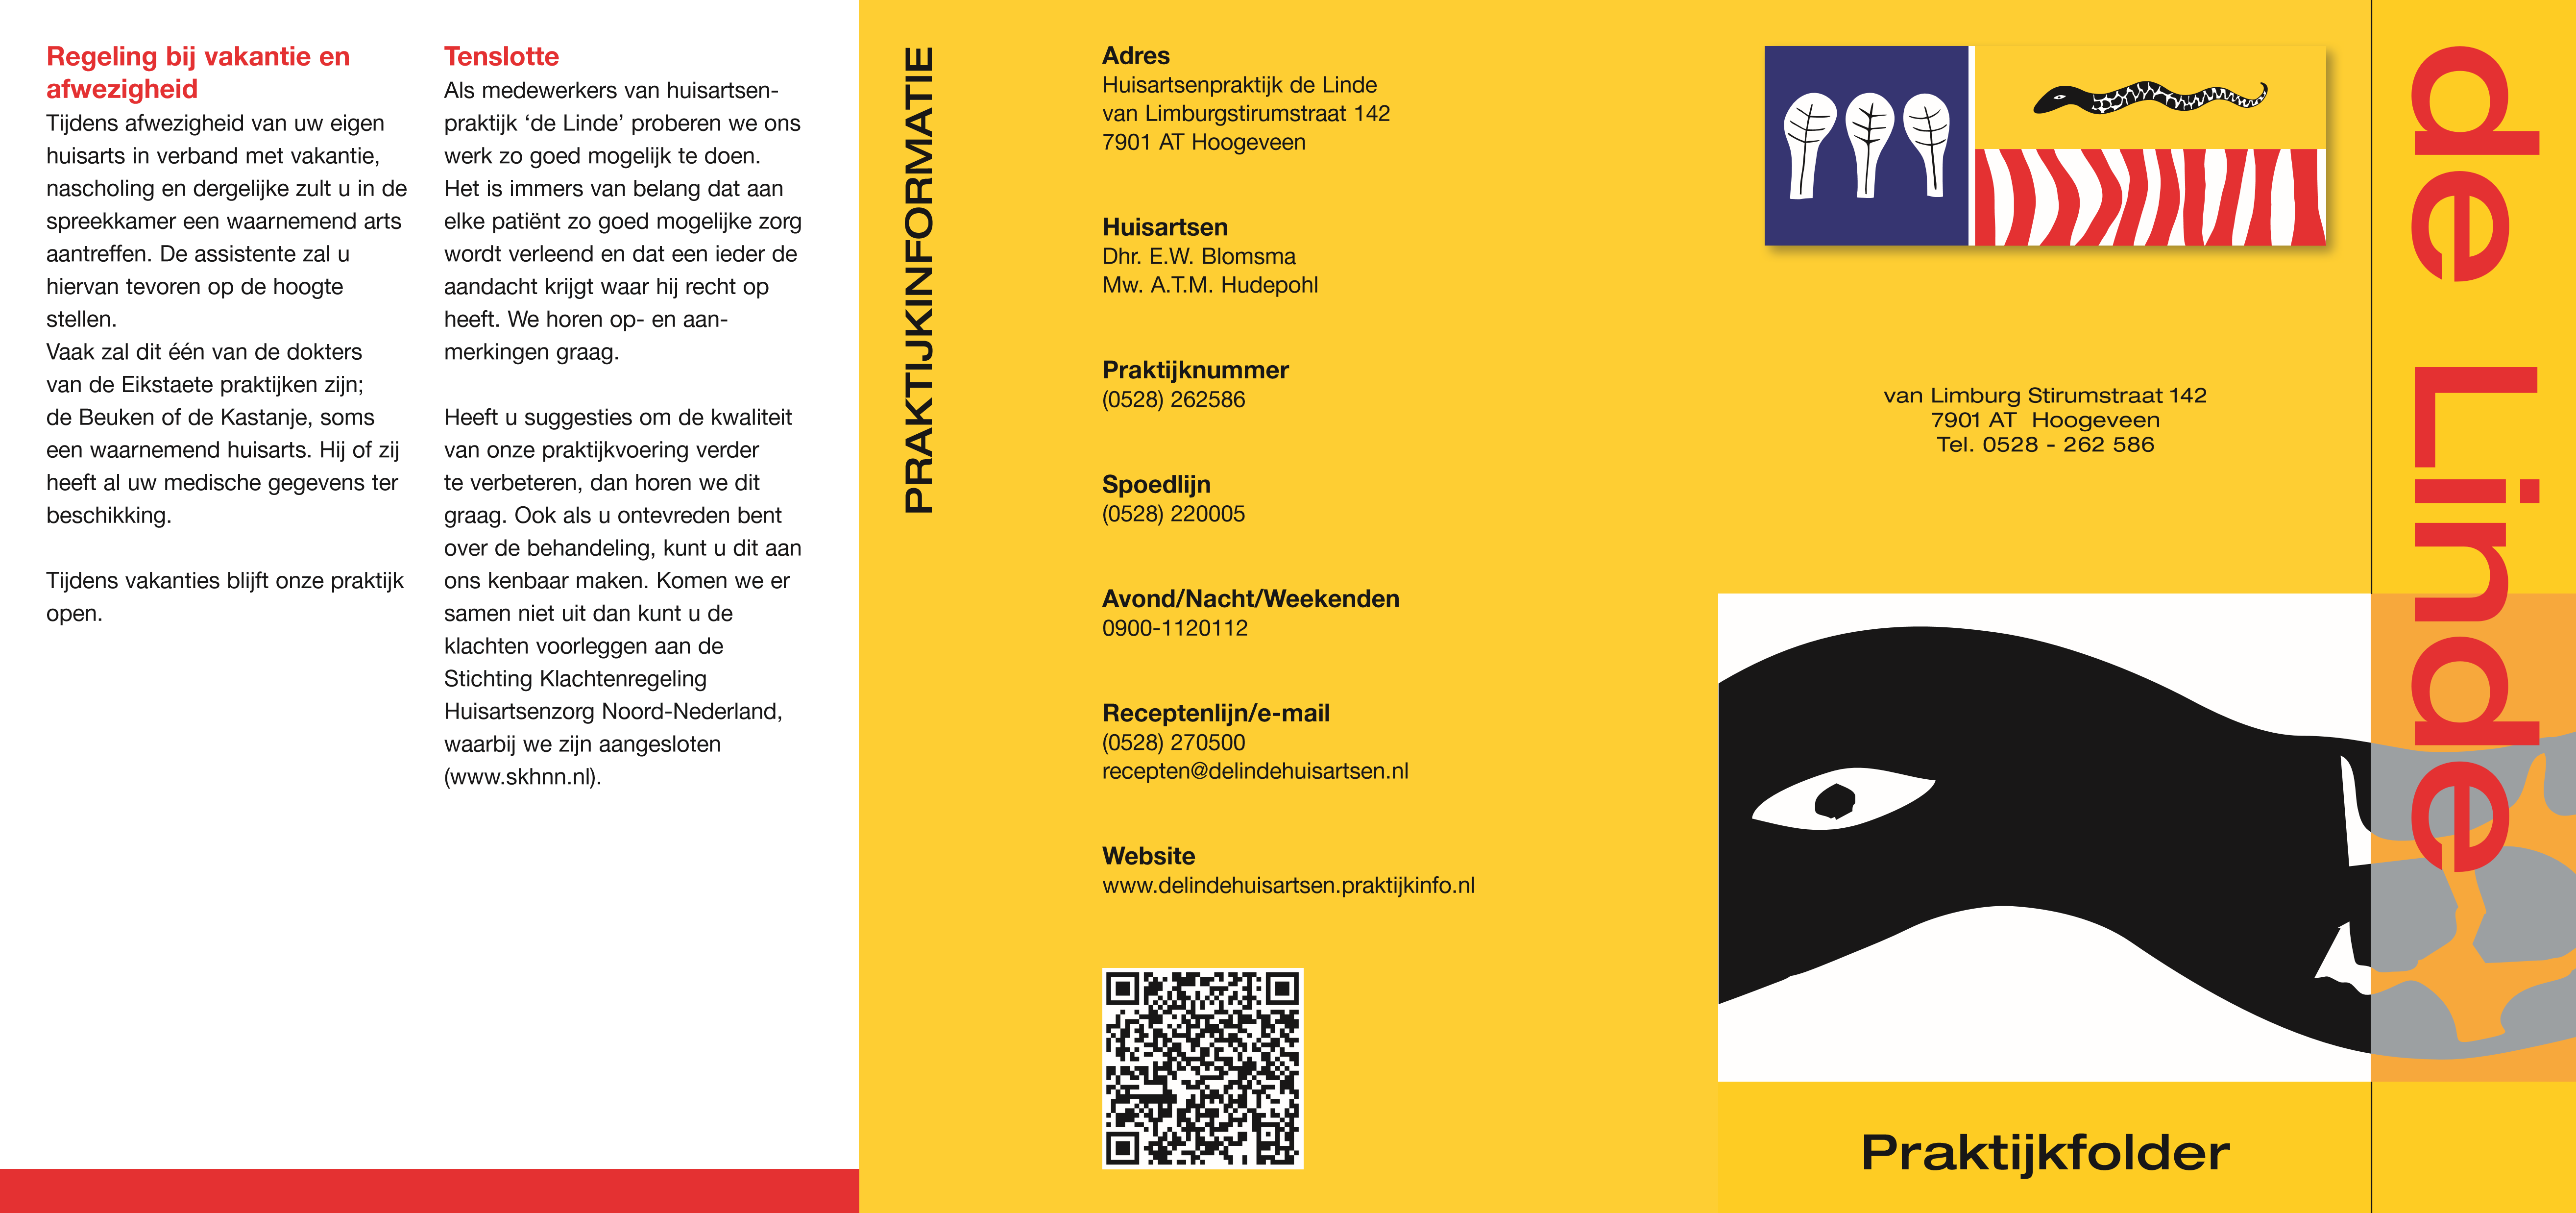 Regeling bij vakantie en
afwezigheid
Tijdens afwezigheid van uw eigen
huisarts in verband met vakantie,
nascholing en dergelijke zult u in de
spreekkamer een waarnemend arts
aantreffen. De assistente zal u
hiervan tevoren op de hoogte
stellen.
Vaak zal dit één van de dokters
van de Eikstaete praktijken zijn;
de Beuken of de Kastanje, soms
een waarnemend huisarts. Hij of zij
heeft al uw medische gegevens ter
beschikking.
Tijdens vakanties blijft onze praktijk
open.
Tenslotte
Als medewerkers van huisartsen-
praktijk ‘de Linde’ proberen we ons
werk zo goed mogelijk te doen.
Het is immers van belang dat aan
elke patiënt zo goed mogelijke zorg
wordt verleend en dat een ieder de
aandacht krijgt waar hij recht op
heeft. We horen op- en aan-
merkingen graag.
Heeft u suggesties om de kwaliteit
van onze praktijkvoering verder
te verbeteren, dan horen we dit
graag. Ook als u ontevreden bent
over de behandeling, kunt u dit aan
ons kenbaar maken. Komen we er
samen niet uit dan kunt u de
klachten voorleggen aan de
Stichting Klachtenregeling
Huisartsenzorg Noord-Nederland,
waarbij we zijn aangesloten
(www.skhnn.nl).
PRAKTIJKINFORMATIE
Adres
Huisartsenpraktijk de Linde
van Limburgstirumstraat 142
7901 AT Hoogeveen
Huisartsen
Dhr. E.W. Blomsma
Mw. A.T.M. Hudepohl
Praktijknummer
(0528) 262586
Spoedlijn
(0528) 220005
Avond/Nacht/Weekenden
0900-1120112
Receptenlijn/e-mail
(0528) 270500
recepten@delindehuisartsen.nl
Website
www.delindehuisartsen.praktijkinfo.nl
van Limburg Stirumstraat 142
7901 AT Hoogeveen
Tel. 0528 - 262 586
Praktijkfolder
de Linde